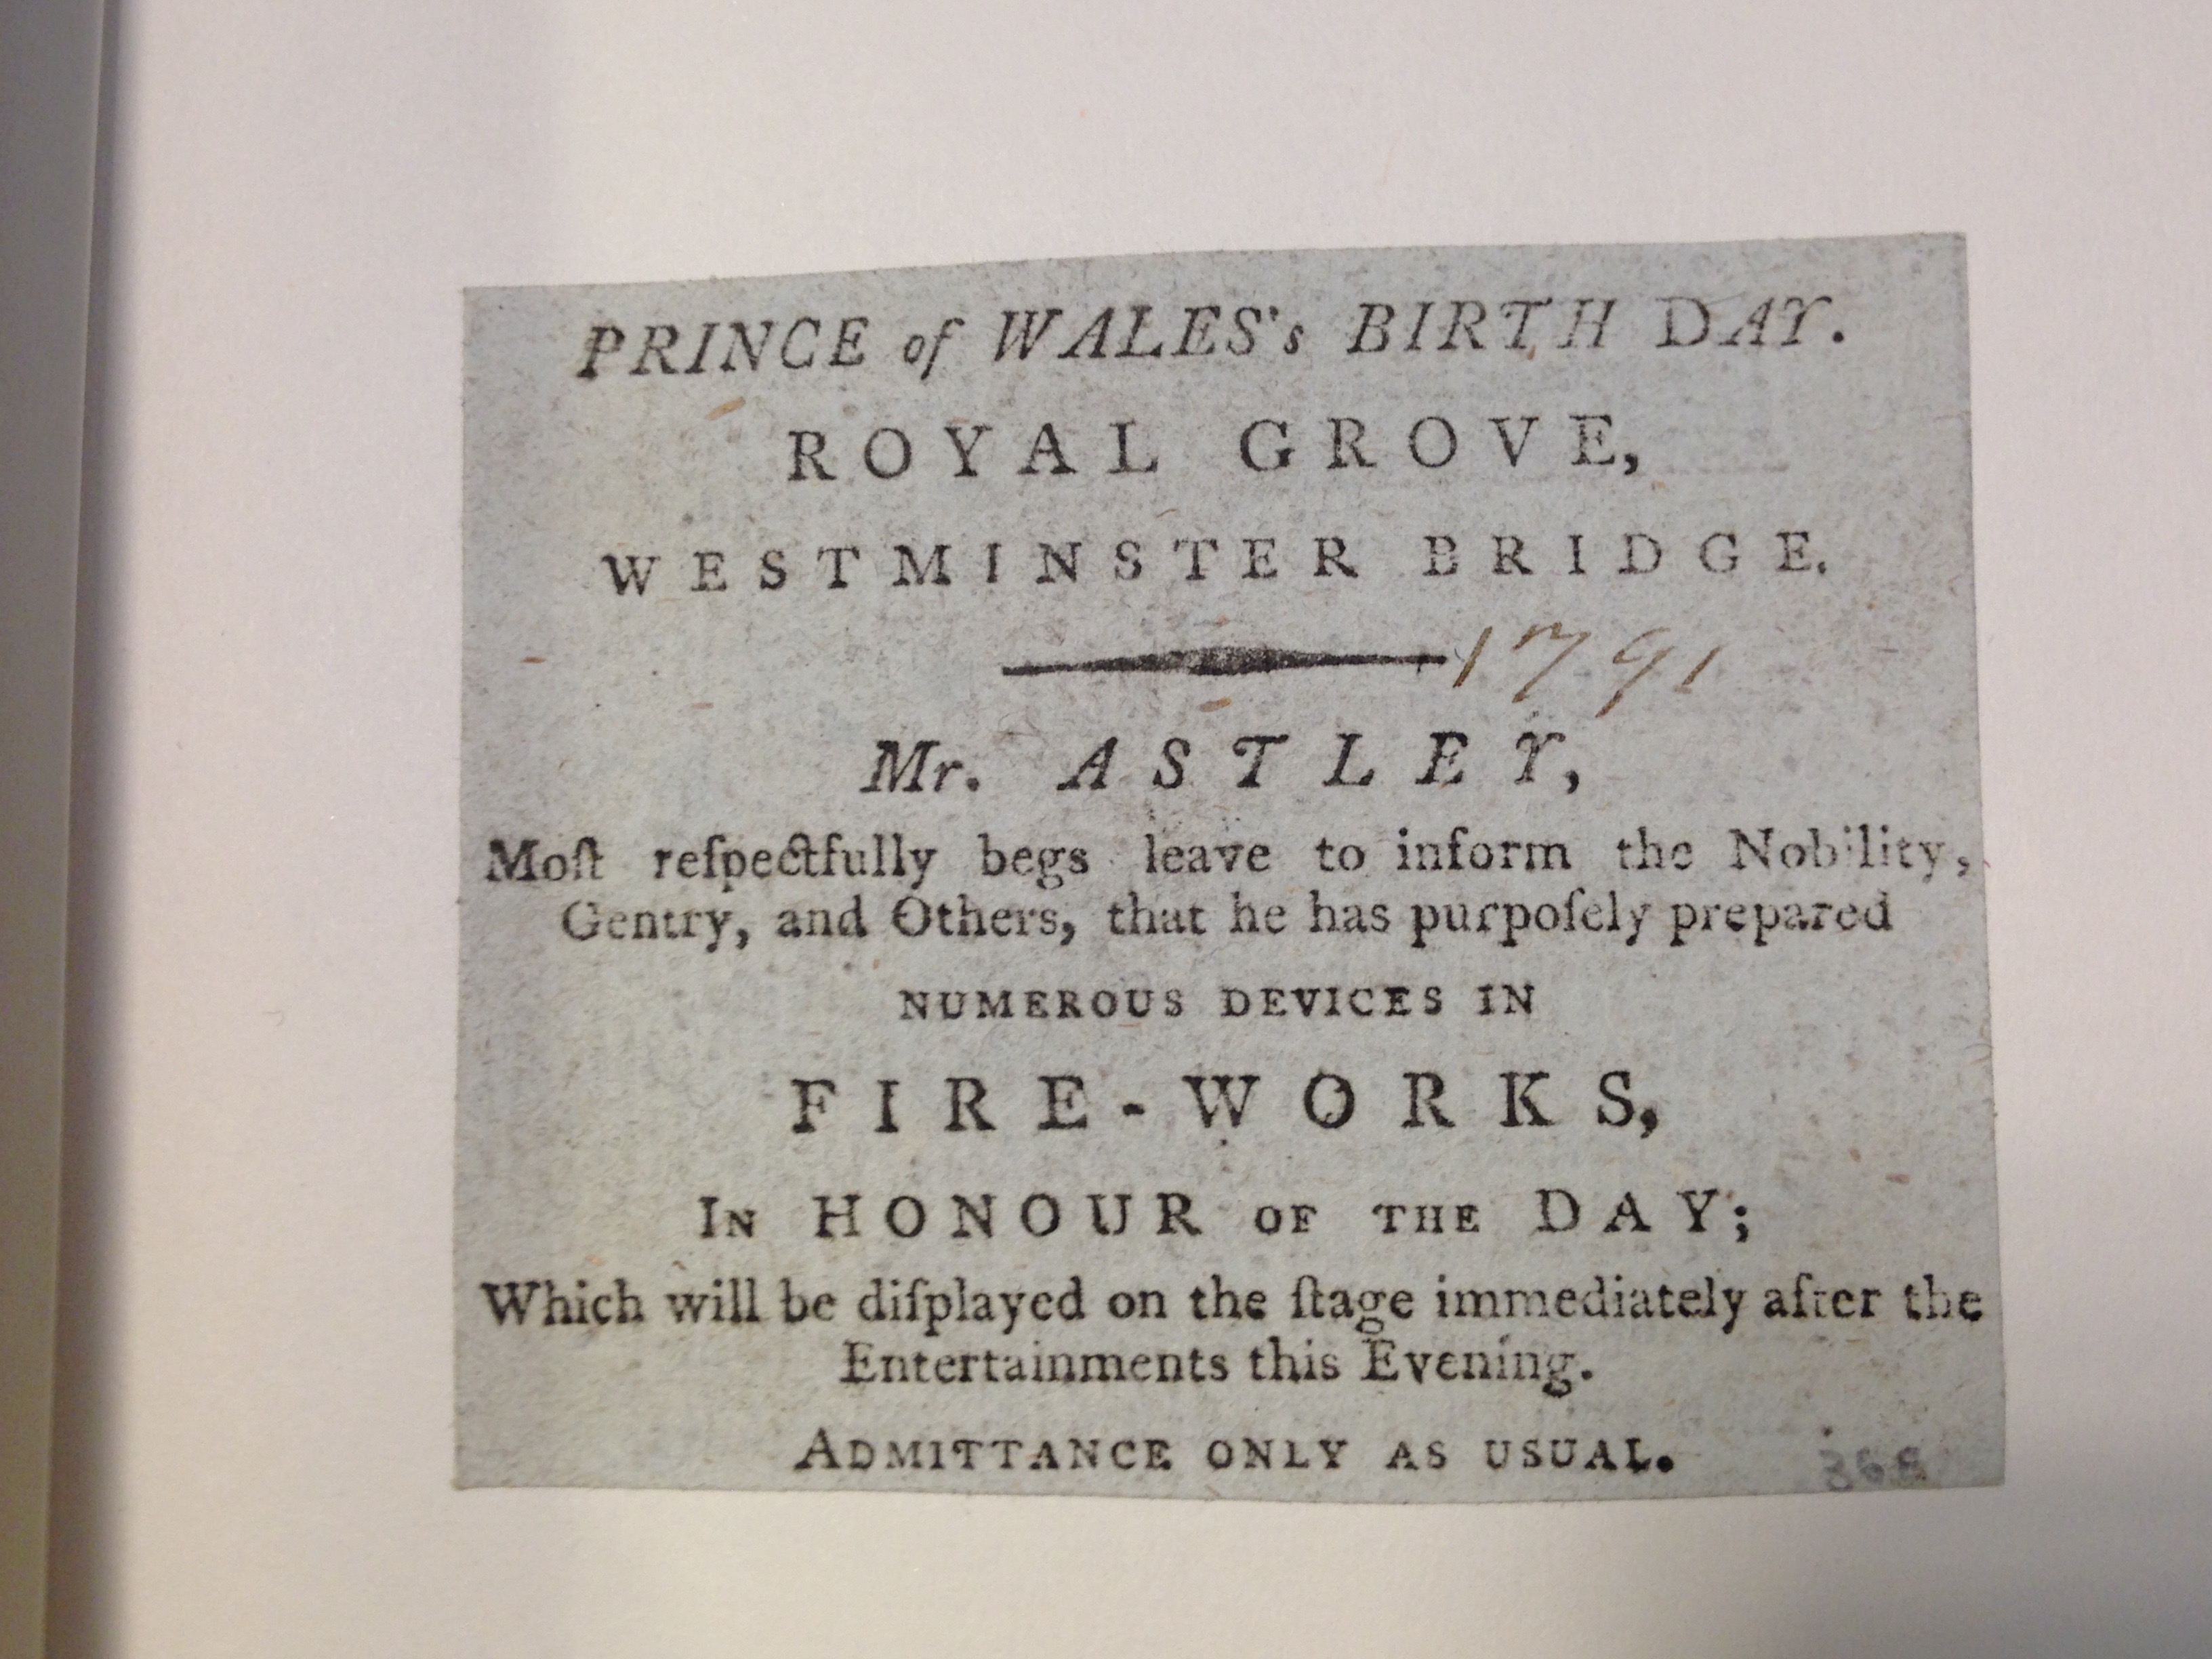 PRINCE of WALES's BIRTH DAY.
ROYAL GROVE,
WESTMINSTER BRIDGE.
1791
Mr. ASTLEY,
Moſt reſpectfully begs leave to inform the Nobility,
Gentry, and Others, that he has purpoſely prepared
NUMEROUS DEVICES IN
FIRE-WORKS,
IN HONOUR OF THE DAY;
Which will be diſplayed on the ſtage immediately after the
Entertainments this Evening.
ADMITTANCE ONLY AS USUAL.